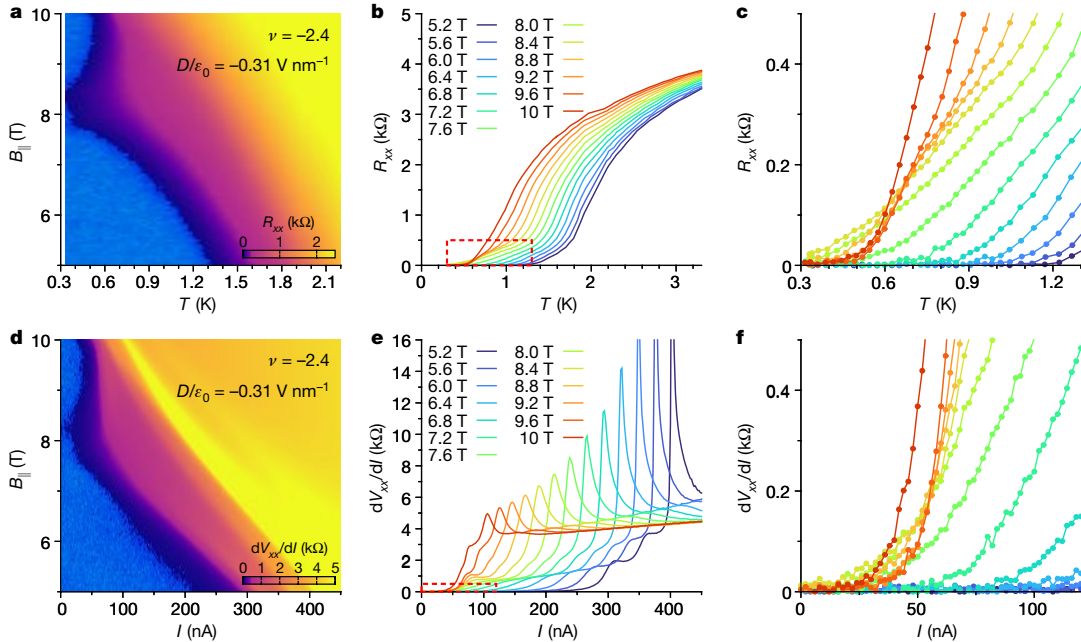 a
10
8
6
B|| (T)
ν = −2.4
D/ε0 = −0.31 V nm−1
Rxx (kΩ)
0 1 2
0.3 0.6 0.9 1.2 1.5 1.8 2.1
T (K)
b
5
4
3
2
1
0
Rxx (kΩ)
5.2 T 8.0 T
5.6 T 8.4 T
6.0 T 8.8 T
6.4 T 9.2 T
6.8 T 9.6 T
7.2 T 10 T
7.6 T
0 1 2 3
T (K)
c
0.4
0.2
0
Rxx (kΩ)
0.3 0.6 0.9 1.2
T (K)
d
10
8
6
B|| (T)
ν = −2.4
D/ε0 = −0.31 V nm−1
dVxx/dI (kΩ)
0 1 2 3 4 5
0 100 200 300 400
I (nA)
e
16
14
12
10
8
6
4
2
0
dVxx/dI (kΩ)
5.2 T 8.0 T
5.6 T 8.4 T
6.0 T 8.8 T
6.4 T 9.2 T
6.8 T 9.6 T
7.2 T 10 T
7.6 T
0 100 200 300 400
I (nA)
f
0.4
0.2
0
dVxx/dI (kΩ)
0 50 100
I (nA)